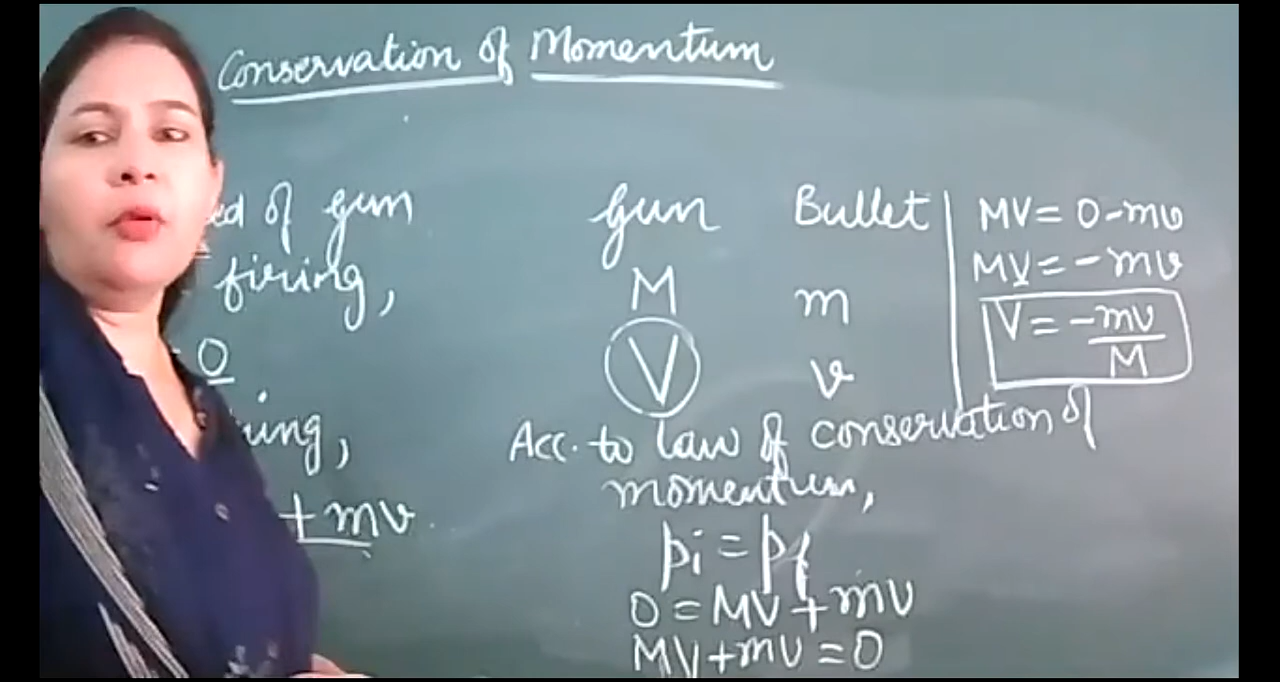 Conservation of Momentum
of gun
firing,
0
+ mv.
Gun Bullet
M m
V v
Acc. to law of conservation of
momentum,
pi = pf
0 = MV + mv
MV + mv = 0
MV = 0 - mv
MV = - mv
V = - mv
M